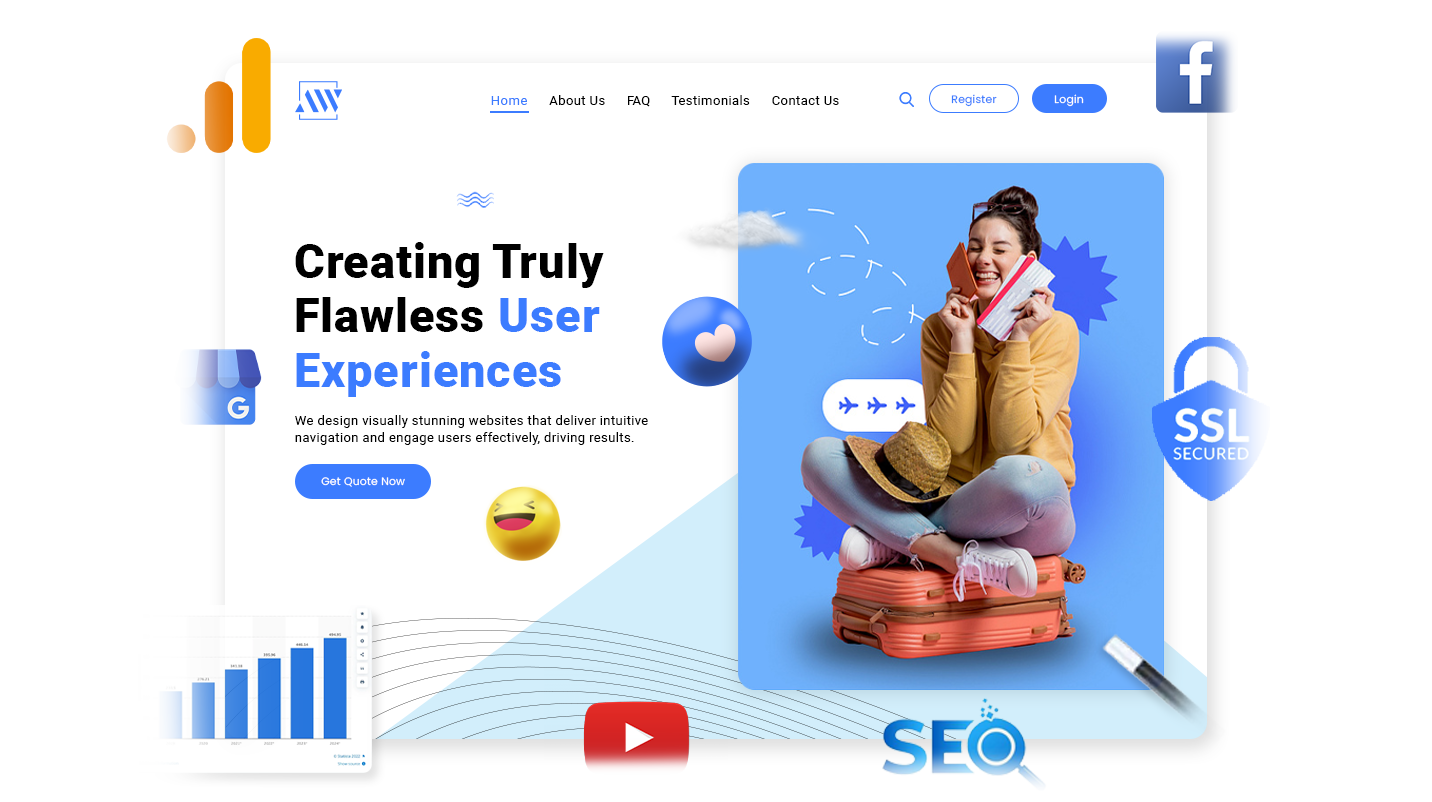 Home
About Us
FAQ
Testimonials
Contact Us
Register
Login
f
Creating Truly
Flawless User
Experiences
We design visually stunning websites that deliver intuitive
navigation and engage users effectively, driving results.
Get Quote Now
G
SSL
SECURED
SEO